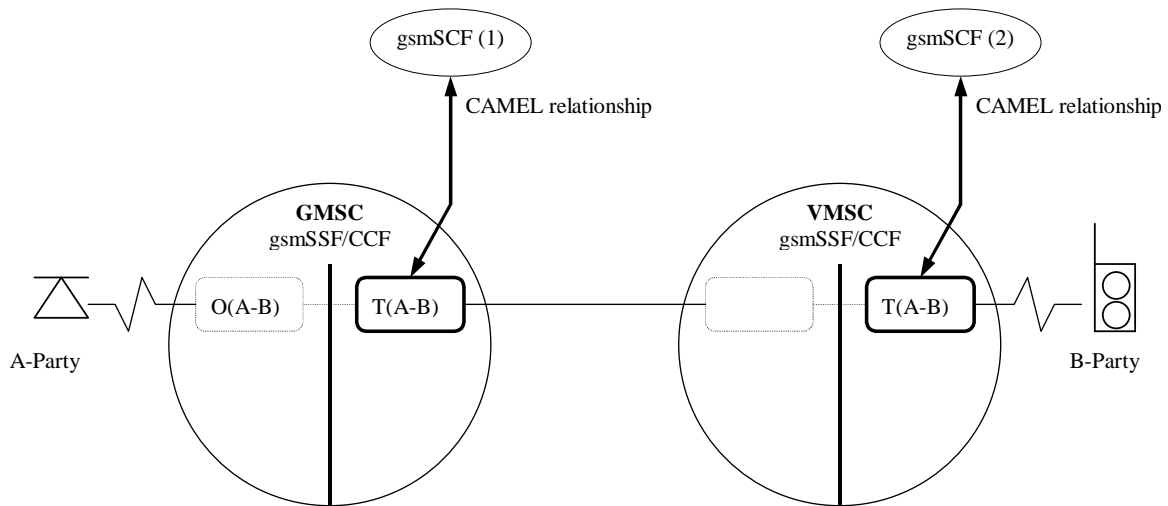 gsmSCF (1)
gsmSCF (2)
CAMEL relationship
CAMEL relationship
GMSC
gsmSSF/CCF
VMSC
gsmSSF/CCF
O(A-B)
T(A-B)
T(A-B)
A-Party
B-Party